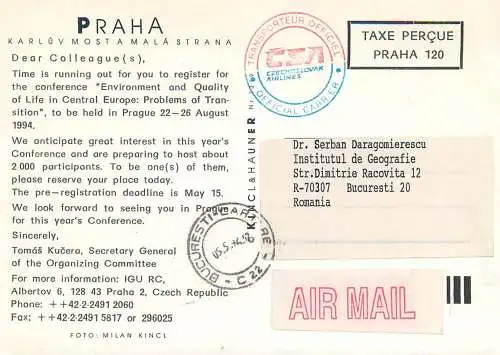 PRAHA
KARLŮV MOST A MALÁ STRANA
Dear Colleague(s),
Time is running out for you to register for
the conference "Environment and Quality
of Life in Central Europe: Problems of Tran-
sition", to be held in Prague 22—26 August
1994.
We anticipate great interest in this year's
Conference and are preparing to host about
2 000 participants. To be one(s) of them,
please reserve your place today.
The pre-registration deadline is May 15.
We look forward to seeing you in Prague
for this year's Conference.
Sincerely,
Tomáš Kučera, Secretary General
of the Organizing Committee
For more information: IGU RC,
Albertov 6, 128 43 Praha 2, Czech Republic
Phone: ++42-2-2491 2060
Fax: ++42-2-2491 5817 or 296025
FOTO: MILAN KINCL
KINCL & HAUNER
TRANSPORTEUR OFFICIEL
ČSA
CZECHOSLOVAK
AIRLINES
OFFICIAL CARRIER
TAXE PERÇUE
PRAHA 120
Dr. Serban Daragomierescu
Institutul de Geografie
Str.Dimitrie Racovita 12
R-70307 Bucuresti 20
Romania
BUCURESTI-CARTARE
C 22
AIR MAIL